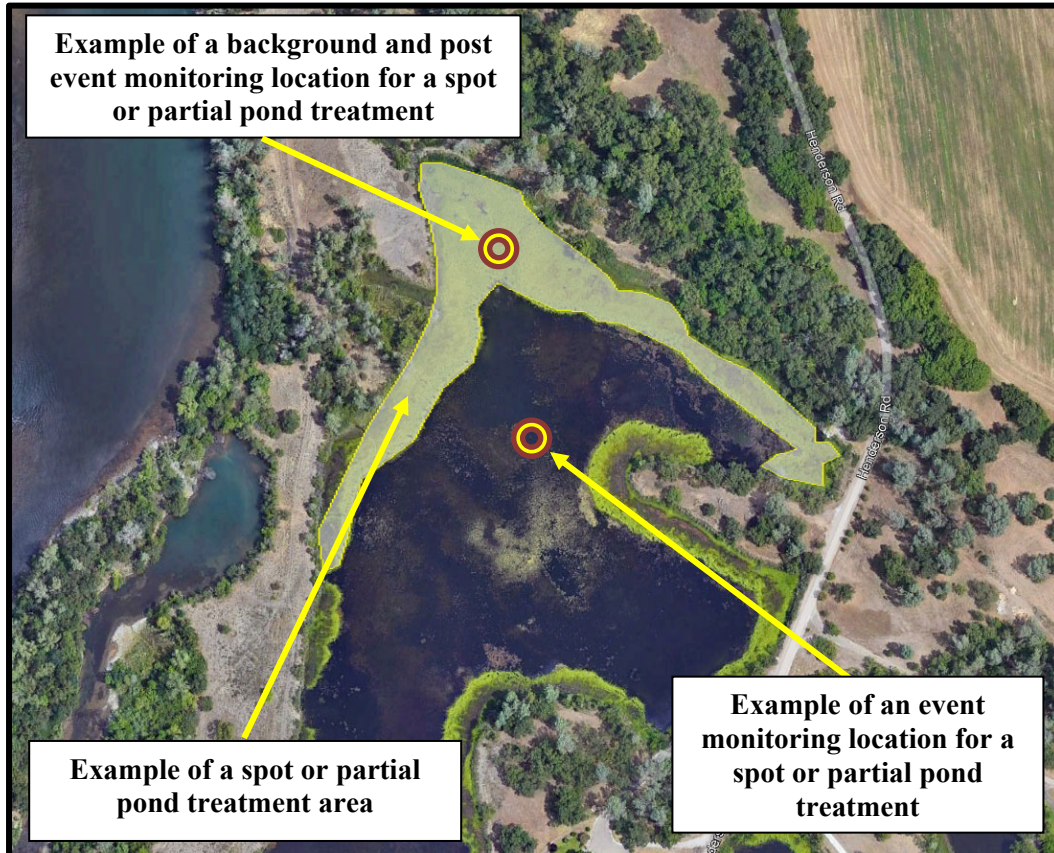 Example of a background and post
event monitoring location for a spot
or partial pond treatment
Henderson Rd
Henderson Rd
Example of a spot or partial
pond treatment area
Example of an event
monitoring location for a
spot or partial pond
treatment